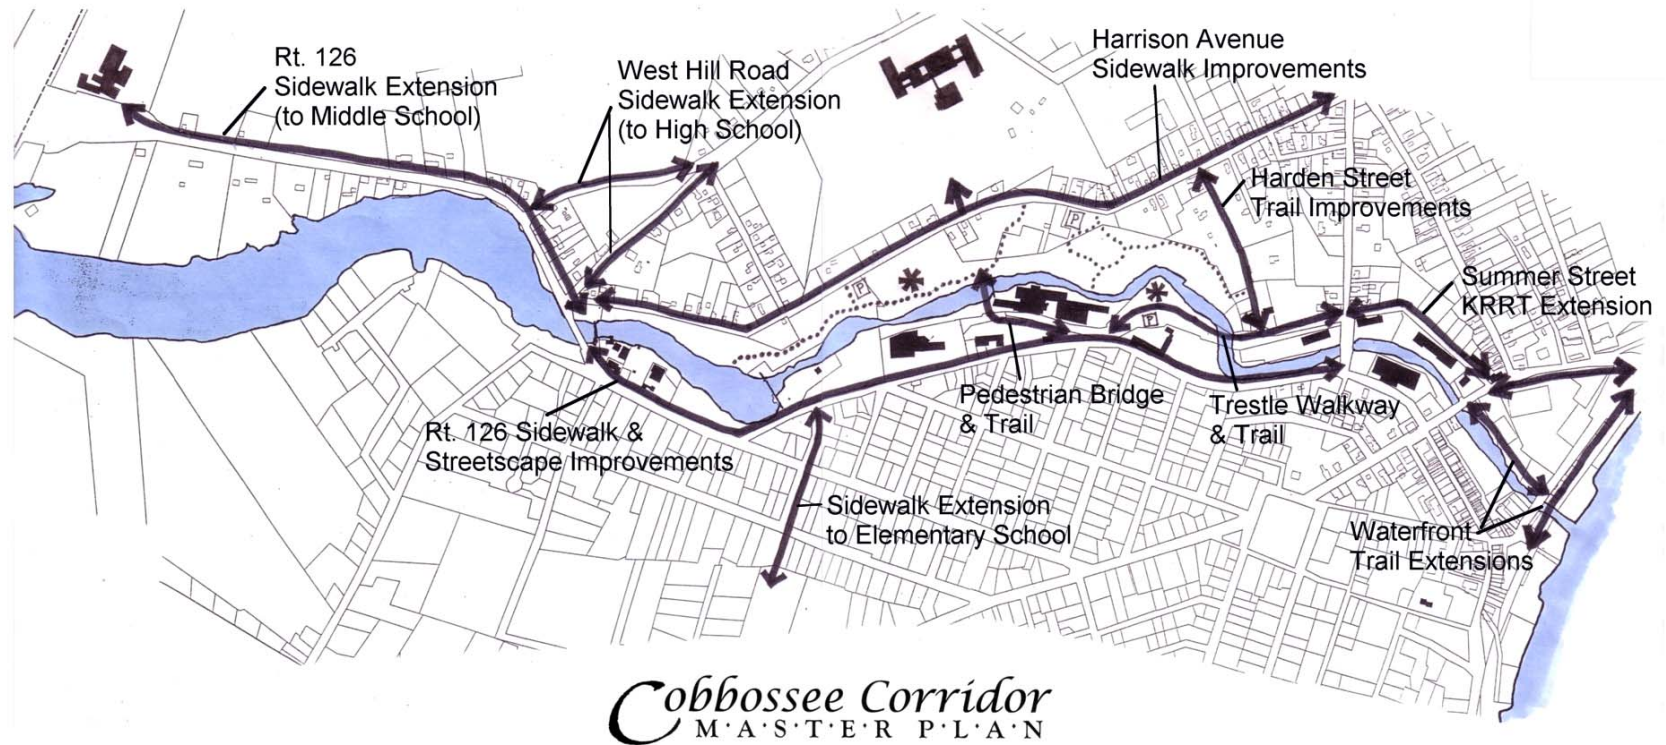 Rt. 126
Sidewalk Extension
(to Middle School)
West Hill Road
Sidewalk Extension
(to High School)
Harrison Avenue
Sidewalk Improvements
Harden Street
Trail Improvements
Summer Street
KRRT Extension
P
P
P
Pedestrian Bridge
& Trail
Trestle Walkway
& Trail
Rt. 126 Sidewalk &
Streetscape Improvements
Sidewalk Extension
to Elementary School
Waterfront
Trail Extensions
Cobbossee Corridor
M·A·S·T·E·R P·L·A·N